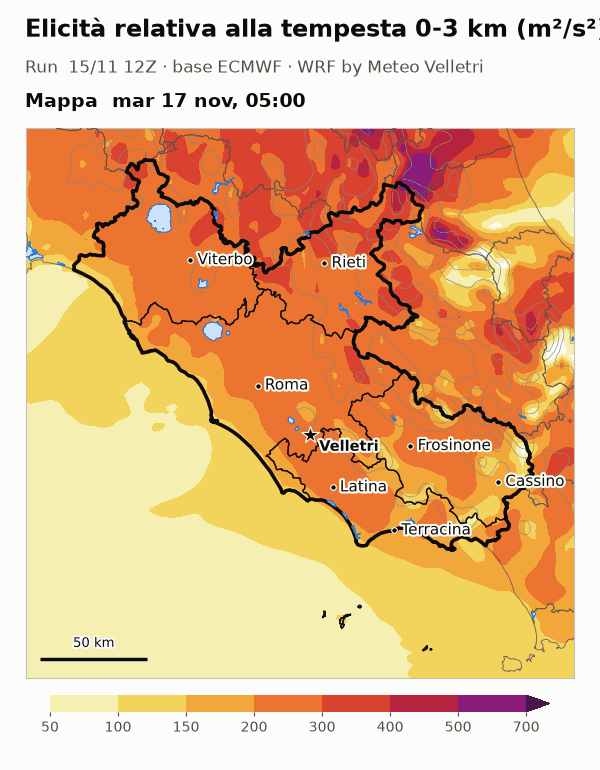 Elicità relativa alla tempesta 0-3 km (m²/s²)
Run 15/11 12Z · base ECMWF · WRF by Meteo Velletri
Mappa mar 17 nov, 05:00
Viterbo
Rieti
Roma
Velletri
Frosinone
Latina
Cassino
Terracina
50 km
50 100 150 200 300 400 500 700